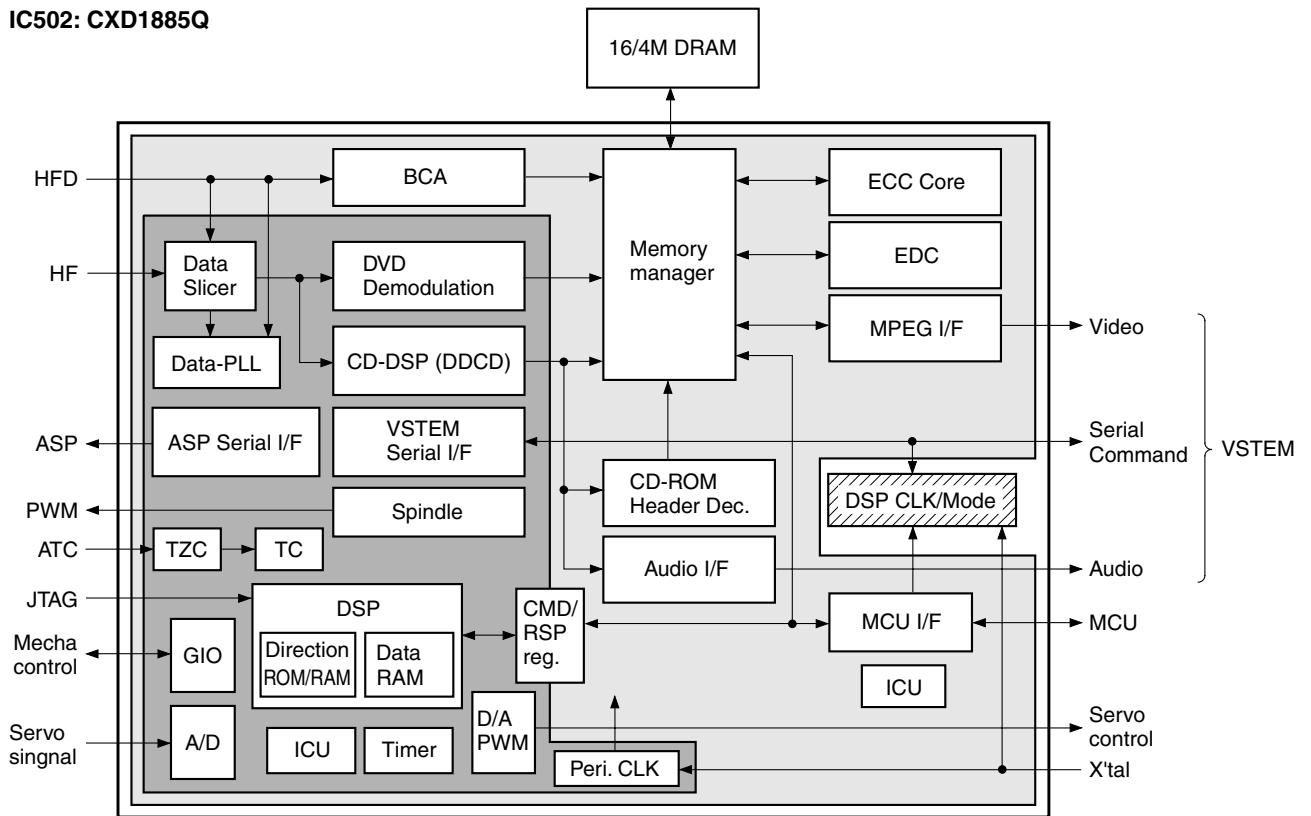 IC502: CXD1885Q
16/4M DRAM
HFD
BCA
Memory
manager
ECC Core
HF
Data
Slicer
DVD
Demodulation
EDC
Data-PLL
CD-DSP (DDCD)
MPEG I/F
Video
ASP
ASP Serial I/F
VSTEM
Serial I/F
Serial
Command
VSTEM
CD-ROM
Header Dec.
DSP CLK/Mode
PWM
Spindle
ATC
TZC
TC
Audio I/F
Audio
JTAG
DSP
Direction
ROM/RAM
Data
RAM
CMD/
RSP
reg.
MCU I/F
MCU
Mecha
control
GIO
ICU
Servo
singnal
A/D
ICU
Timer
D/A
PWM
Servo
control
Peri. CLK
X'tal